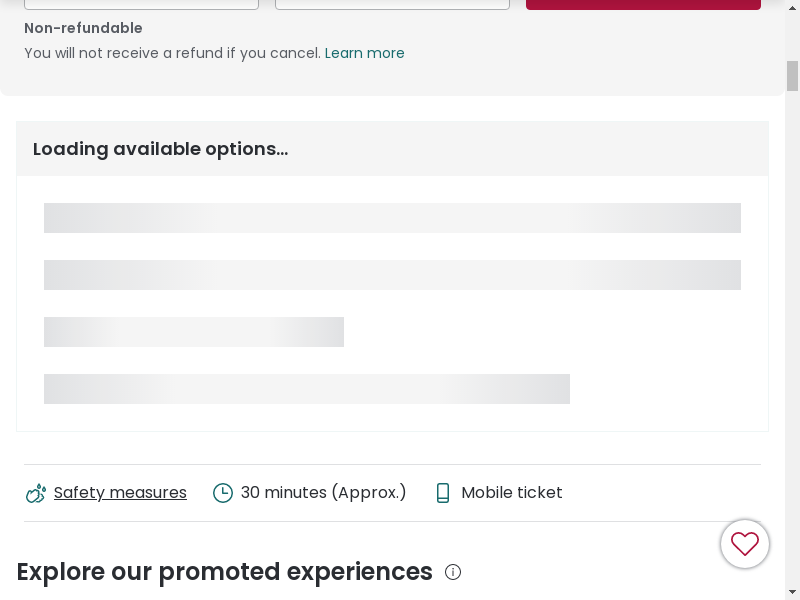 Non-refundable
You will not receive a refund if you cancel. Learn more
Loading available options...
Safety measures
30 minutes (Approx.)
Mobile ticket
Explore our promoted experiences